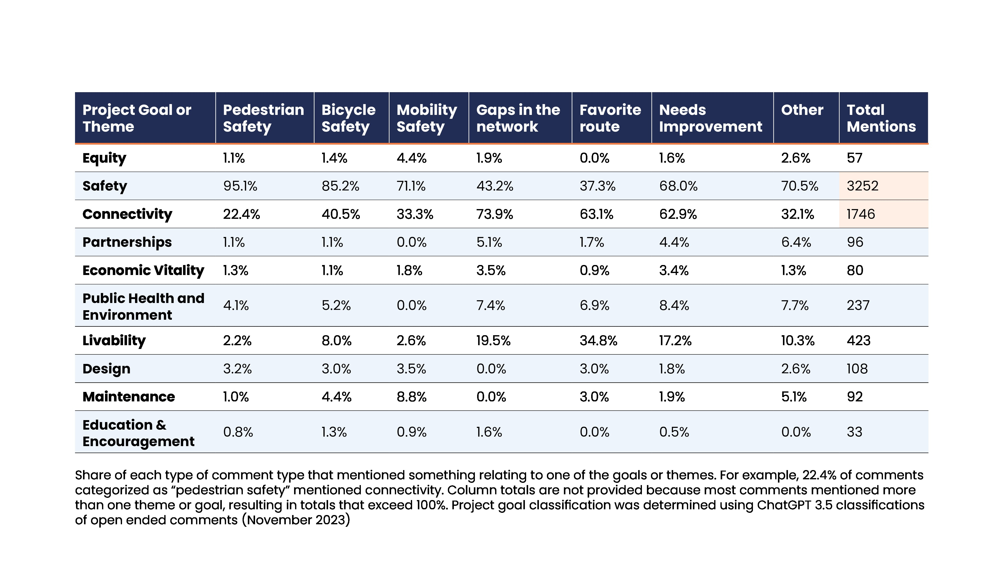 Project Goal or Theme | Pedestrian Safety | Bicycle Safety | Mobility Safety | Gaps in the network | Favorite route | Needs Improvement | Other | Total Mentions
Equity | 1.1% | 1.4% | 4.4% | 1.9% | 0.0% | 1.6% | 2.6% | 57
Safety | 95.1% | 85.2% | 71.1% | 43.2% | 37.3% | 68.0% | 70.5% | 3252
Connectivity | 22.4% | 40.5% | 33.3% | 73.9% | 63.1% | 62.9% | 32.1% | 1746
Partnerships | 1.1% | 1.1% | 0.0% | 5.1% | 1.7% | 4.4% | 6.4% | 96
Economic Vitality | 1.3% | 1.1% | 1.8% | 3.5% | 0.9% | 3.4% | 1.3% | 80
Public Health and Environment | 4.1% | 5.2% | 0.0% | 7.4% | 6.9% | 8.4% | 7.7% | 237
Livability | 2.2% | 8.0% | 2.6% | 19.5% | 34.8% | 17.2% | 10.3% | 423
Design | 3.2% | 3.0% | 3.5% | 0.0% | 3.0% | 1.8% | 2.6% | 108
Maintenance | 1.0% | 4.4% | 8.8% | 0.0% | 3.0% | 1.9% | 5.1% | 92
Education & Encouragement | 0.8% | 1.3% | 0.9% | 1.6% | 0.0% | 0.5% | 0.0% | 33
Share of each type of comment type that mentioned something relating to one of the goals or themes. For example, 22.4% of comments
categorized as “pedestrian safety” mentioned connectivity. Column totals are not provided because most comments mentioned more
than one theme or goal, resulting in totals that exceed 100%. Project goal classification was determined using ChatGPT 3.5 classifications
of open ended comments (November 2023)